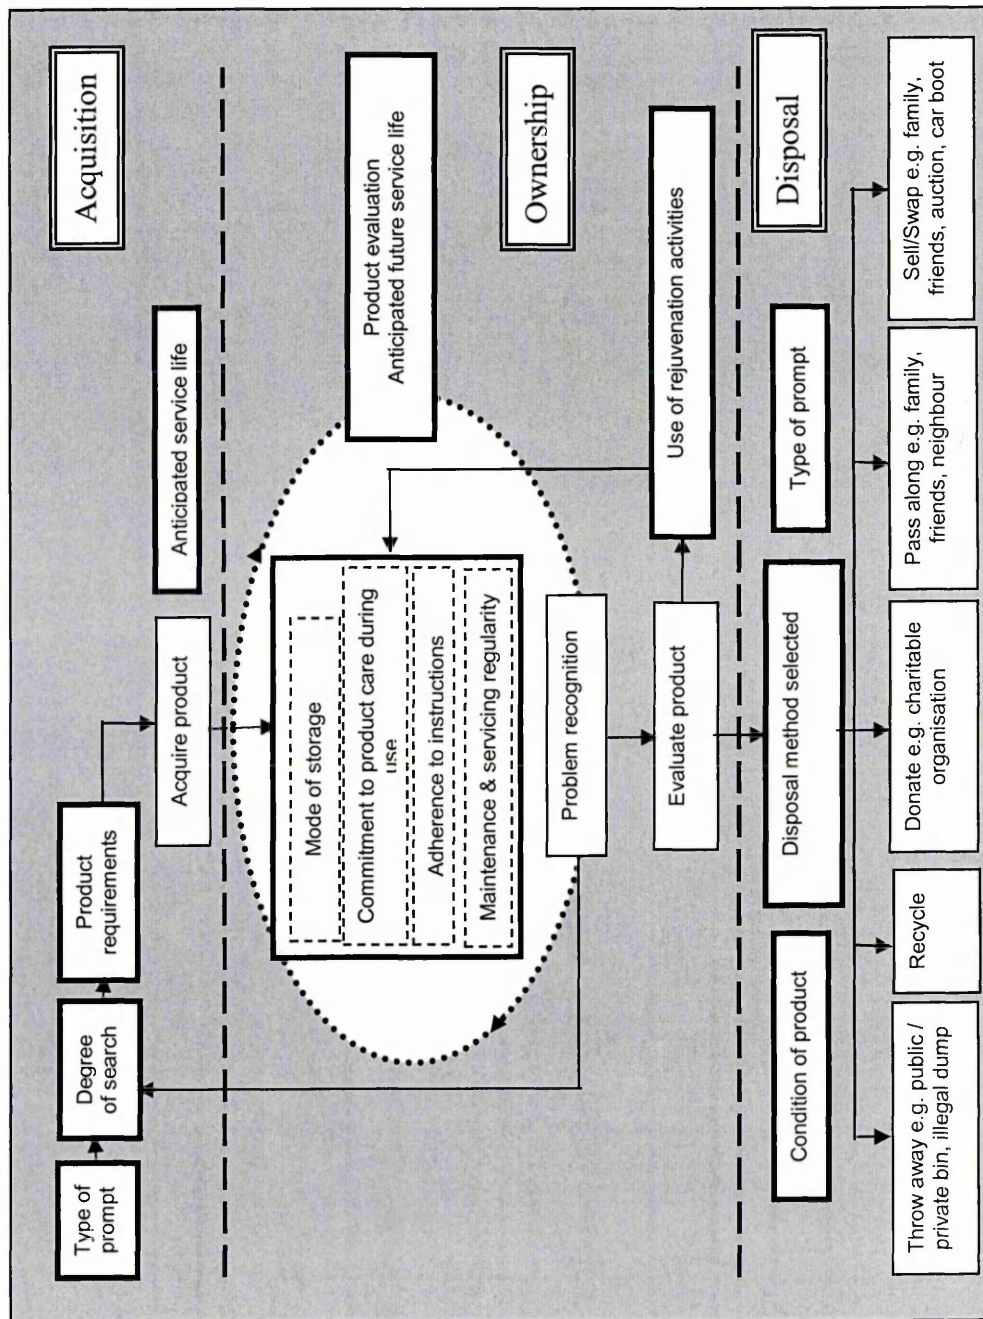 Acquisition
Type of
prompt
Degree
of search
Product
requirements
Acquire product
Anticipated service life
Product evaluation
Anticipated future service life
Mode of storage
Commitment to product care during
use
Adherence to instructions
Maintenance & servicing regularity
Ownership
Problem recognition
Evaluate product
Use of rejuvenation activities
Disposal
Condition of product
Disposal method selected
Type of prompt
Throw away e.g. public /
private bin, illegal dump
Recycle
Donate e.g. charitable
organisation
Pass along e.g. family,
friends, neighbour
Sell/Swap e.g. family,
friends, auction, car boot